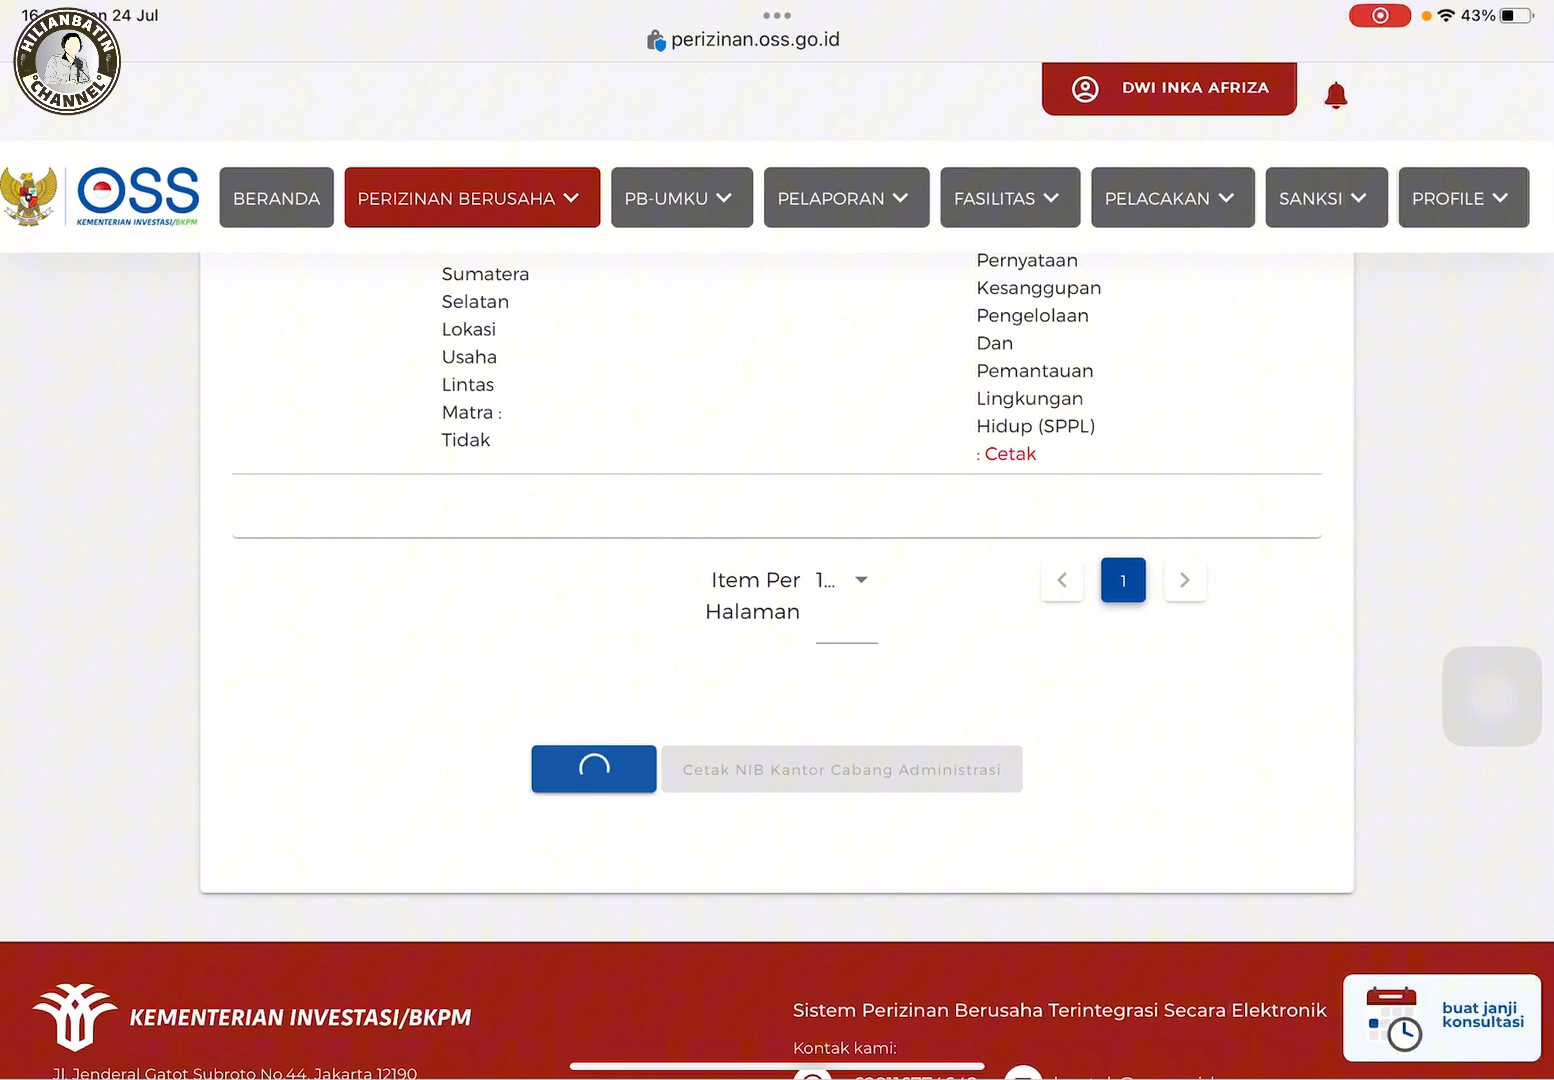 24 Jul
43%
perizinan.oss.go.id
HILIANBATIN
CHANNEL
DWI INKA AFRIZA
OSS
KEMENTERIAN INVESTASI/BKPM
BERANDA
PERIZINAN BERUSAHA
PB-UMKU
PELAPORAN
FASILITAS
PELACAKAN
SANKSI
PROFILE
Sumatera
Selatan
Lokasi
Usaha
Lintas
Matra :
Tidak
Pernyataan
Kesanggupan
Pengelolaan
Dan
Pemantauan
Lingkungan
Hidup (SPPL)
: Cetak
Item Per
Halaman
1...
1
Cetak NIB Kantor Cabang Administrasi
KEMENTERIAN INVESTASI/BKPM
Jl. Jenderal Gatot Subroto No.44, Jakarta 12190
Sistem Perizinan Berusaha Terintegrasi Secara Elektronik
Kontak kami:
buat janji
konsultasi